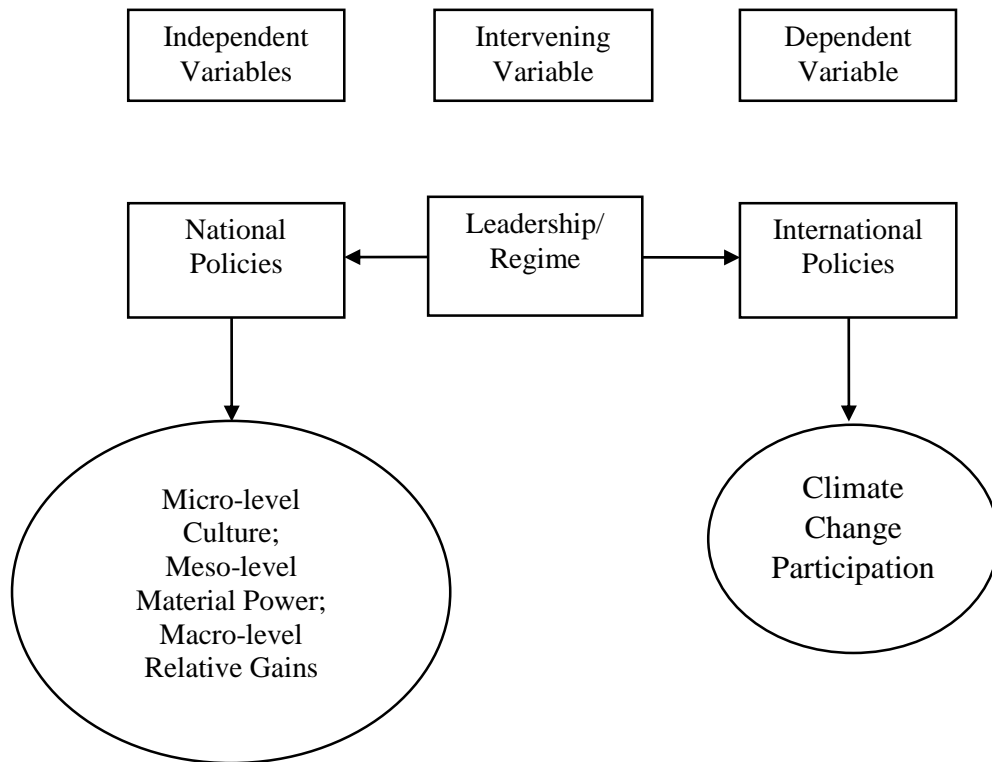 Independent
Variables
Intervening
Variable
Dependent
Variable
National
Policies
Leadership/
Regime
International
Policies
Micro-level
Culture;
Meso-level
Material Power;
Macro-level
Relative Gains
Climate
Change
Participation